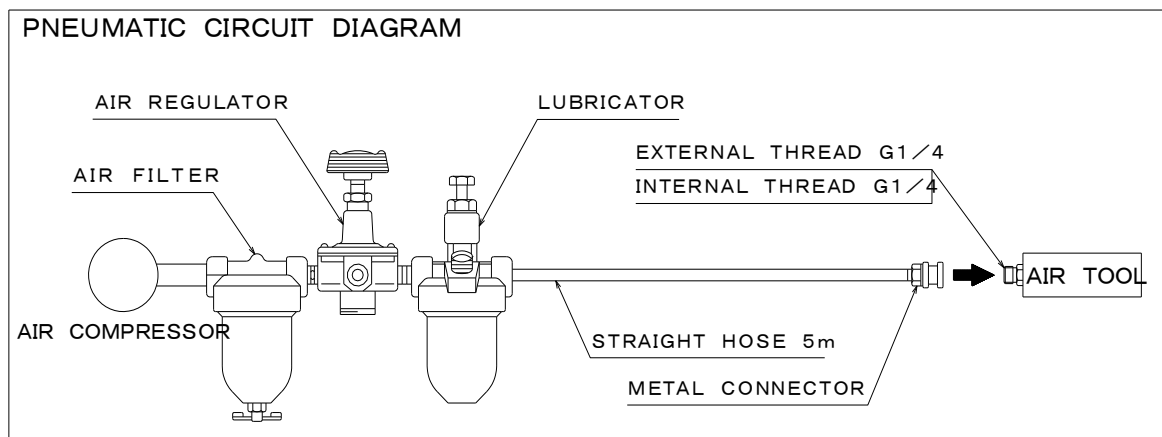 PNEUMATIC CIRCUIT DIAGRAM
AIR REGULATOR
LUBRICATOR
EXTERNAL THREAD G1/4
INTERNAL THREAD G1/4
AIR FILTER
AIR TOOL
AIR COMPRESSOR
STRAIGHT HOSE 5m
METAL CONNECTOR